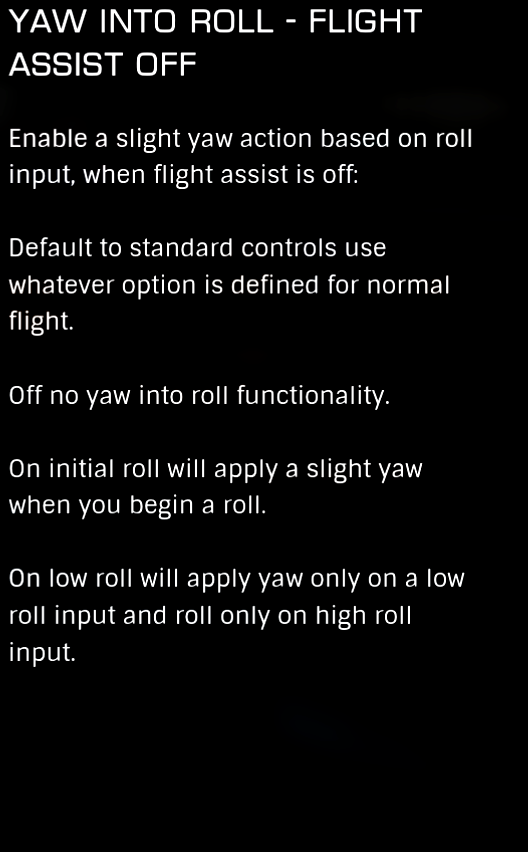 YAW INTO ROLL - FLIGHT
ASSIST OFF
Enable a slight yaw action based on roll
input, when flight assist is off:
Default to standard controls use
whatever option is defined for normal
flight.
Off no yaw into roll functionality.
On initial roll will apply a slight yaw
when you begin a roll.
On low roll will apply yaw only on a low
roll input and roll only on high roll
input.